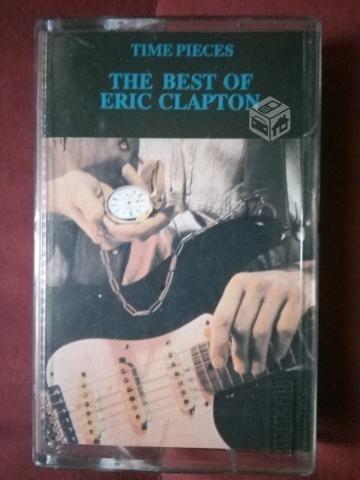 TIME PIECES
THE BEST OF
ERIC CLAPTON